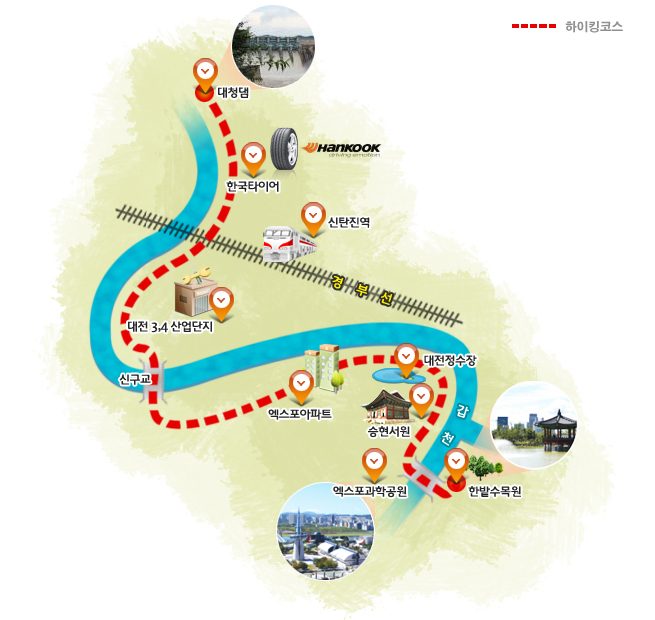 하이킹코스
대청댐
HANKOOK
driving emotion
한국타이어
신탄진역
경부선
대전 3,4 산업단지
대전정수장
신구교
엑스포아파트
갑천
숭현서원
엑스포과학공원
한밭수목원